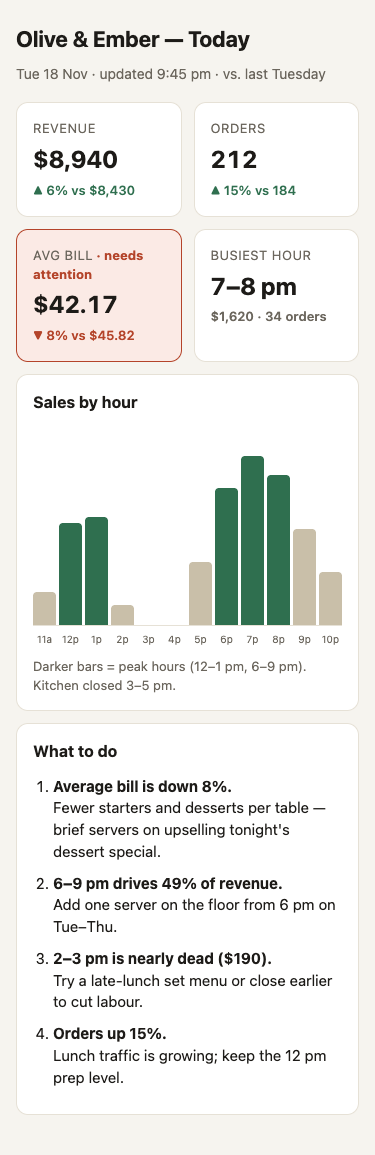 Olive & Ember — Today
Tue 18 Nov · updated 9:45 pm · vs. last Tuesday
REVENUE
$8,940
▲ 6% vs $8,430
ORDERS
212
▲ 15% vs 184
AVG BILL · needs
attention
$42.17
▼ 8% vs $45.82
BUSIEST HOUR
7–8 pm
$1,620 · 34 orders
Sales by hour
11a 12p 1p 2p 3p 4p 5p 6p 7p 8p 9p 10p
Darker bars = peak hours (12–1 pm, 6–9 pm).
Kitchen closed 3–5 pm.
What to do
1. Average bill is down 8%.
Fewer starters and desserts per table —
brief servers on upselling tonight's
dessert special.
2. 6–9 pm drives 49% of revenue.
Add one server on the floor from 6 pm on
Tue–Thu.
3. 2–3 pm is nearly dead ($190).
Try a late-lunch set menu or close earlier
to cut labour.
4. Orders up 15%.
Lunch traffic is growing; keep the 12 pm
prep level.